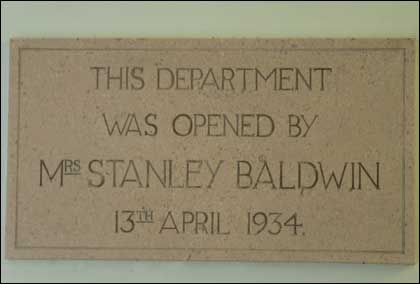 THIS DEPARTMENT
WAS OPENED BY
MRS STANLEY BALDWIN
13TH APRIL 1934.